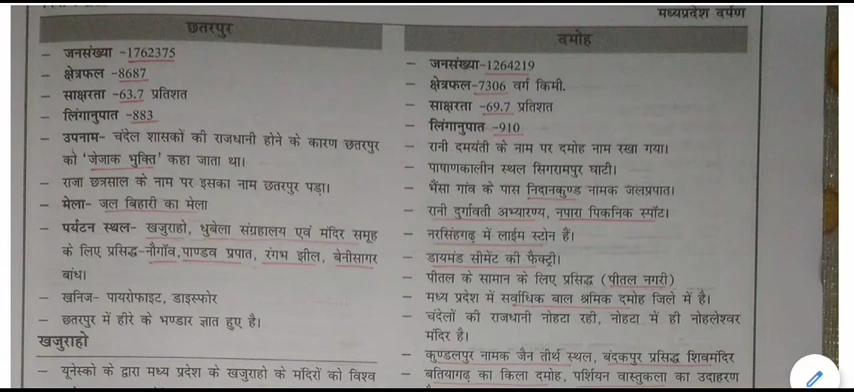 मध्यप्रदेश दर्पण
छतरपुर
– जनसंख्या –1762375
– क्षेत्रफल –8687
– साक्षरता –63.7 प्रतिशत
– लिंगानुपात –883
– उपनाम– चंदेल शासकों की राजधानी होने के कारण छतरपुर
को 'जेजाक भुक्ति' कहा जाता था।
– राजा छत्रसाल के नाम पर इसका नाम छतरपुर पड़ा।
– मेला– जल बिहारी का मेला
– पर्यटन स्थल– खजुराहो, धुबेला संग्रहालय एवं मंदिर समूह
के लिए प्रसिद्ध–नौगॉव,पाण्डव प्रपात, रंगभ झील, बेनीसागर
बांध।
– खनिज– पायरोफाइट, डाइस्फोर
– छतरपुर में हीरे के भण्डार ज्ञात हुए है।
खजुराहो
– यूनेस्को के द्वारा मध्य प्रदेश के खजुराहो के मंदिरों को विश्व
दमोह
– जनसंख्या–1264219
– क्षेत्रफल–7306 वर्ग किमी.
– साक्षरता –69.7 प्रतिशत
– लिंगानुपात –910
– रानी दमयंती के नाम पर दमोह नाम रखा गया।
– पाषाणकालीन स्थल सिगरामपुर घाटी।
– भैंसा गांव के पास निदानकुण्ड नामक जलप्रपात।
– रानी दुर्गावती अभ्यारण्य, नपारा पिकनिक स्पॉट।
– नरसिंहगढ़ में लाईम स्टोन हैं।
– डायमंड सीमेंट की फैक्ट्री।
– पीतल के सामान के लिए प्रसिद्ध (पीतल नगरी)
– मध्य प्रदेश में सर्वाधिक बाल श्रमिक दमोह जिले में है।
– चंदेलों की राजधानी नोहटा रही, नोहटा में ही नोहलेश्वर
मंदिर है।
– कुण्डलपुर नामक जैन तीर्थ स्थल, बंदकपुर प्रसिद्ध शिवमंदिर
– बतियागढ़ का किला दमोह, पर्शियन वास्तुकला का उदाहरण